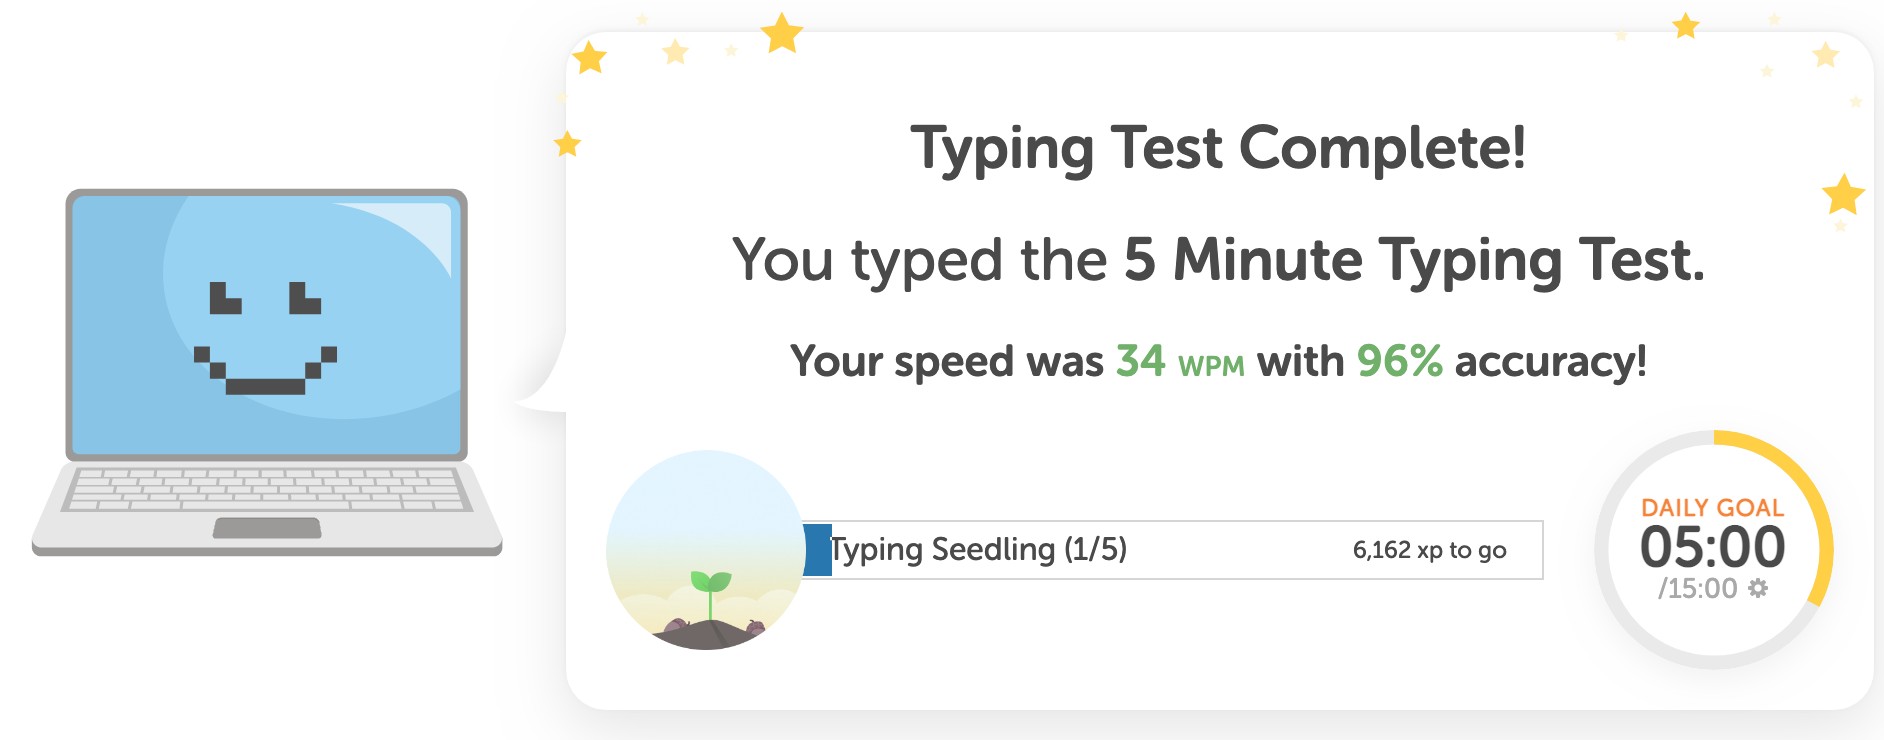 Typing Test Complete!
You typed the 5 Minute Typing Test.
Your speed was 34 WPM with 96% accuracy!
Typing Seedling (1/5) 6,162 xp to go
DAILY GOAL
05:00
/15:00